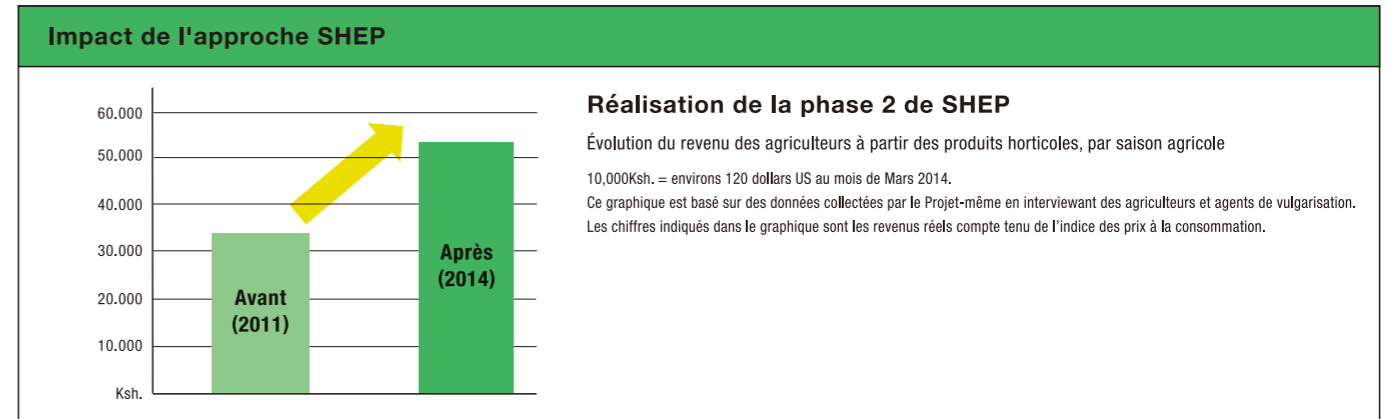 Impact de l'approche SHEP
60.000
50.000
40.000
30.000
20.000
10.000
Ksh.
Avant
(2011)
Après
(2014)
Réalisation de la phase 2 de SHEP
Évolution du revenu des agriculteurs à partir des produits horticoles, par saison agricole
10,000Ksh. = environs 120 dollars US au mois de Mars 2014.
Ce graphique est basé sur des données collectées par le Projet-même en interviewant des agriculteurs et agents de vulgarisation.
Les chiffres indiqués dans le graphique sont les revenus réels compte tenu de l’indice des prix à la consommation.